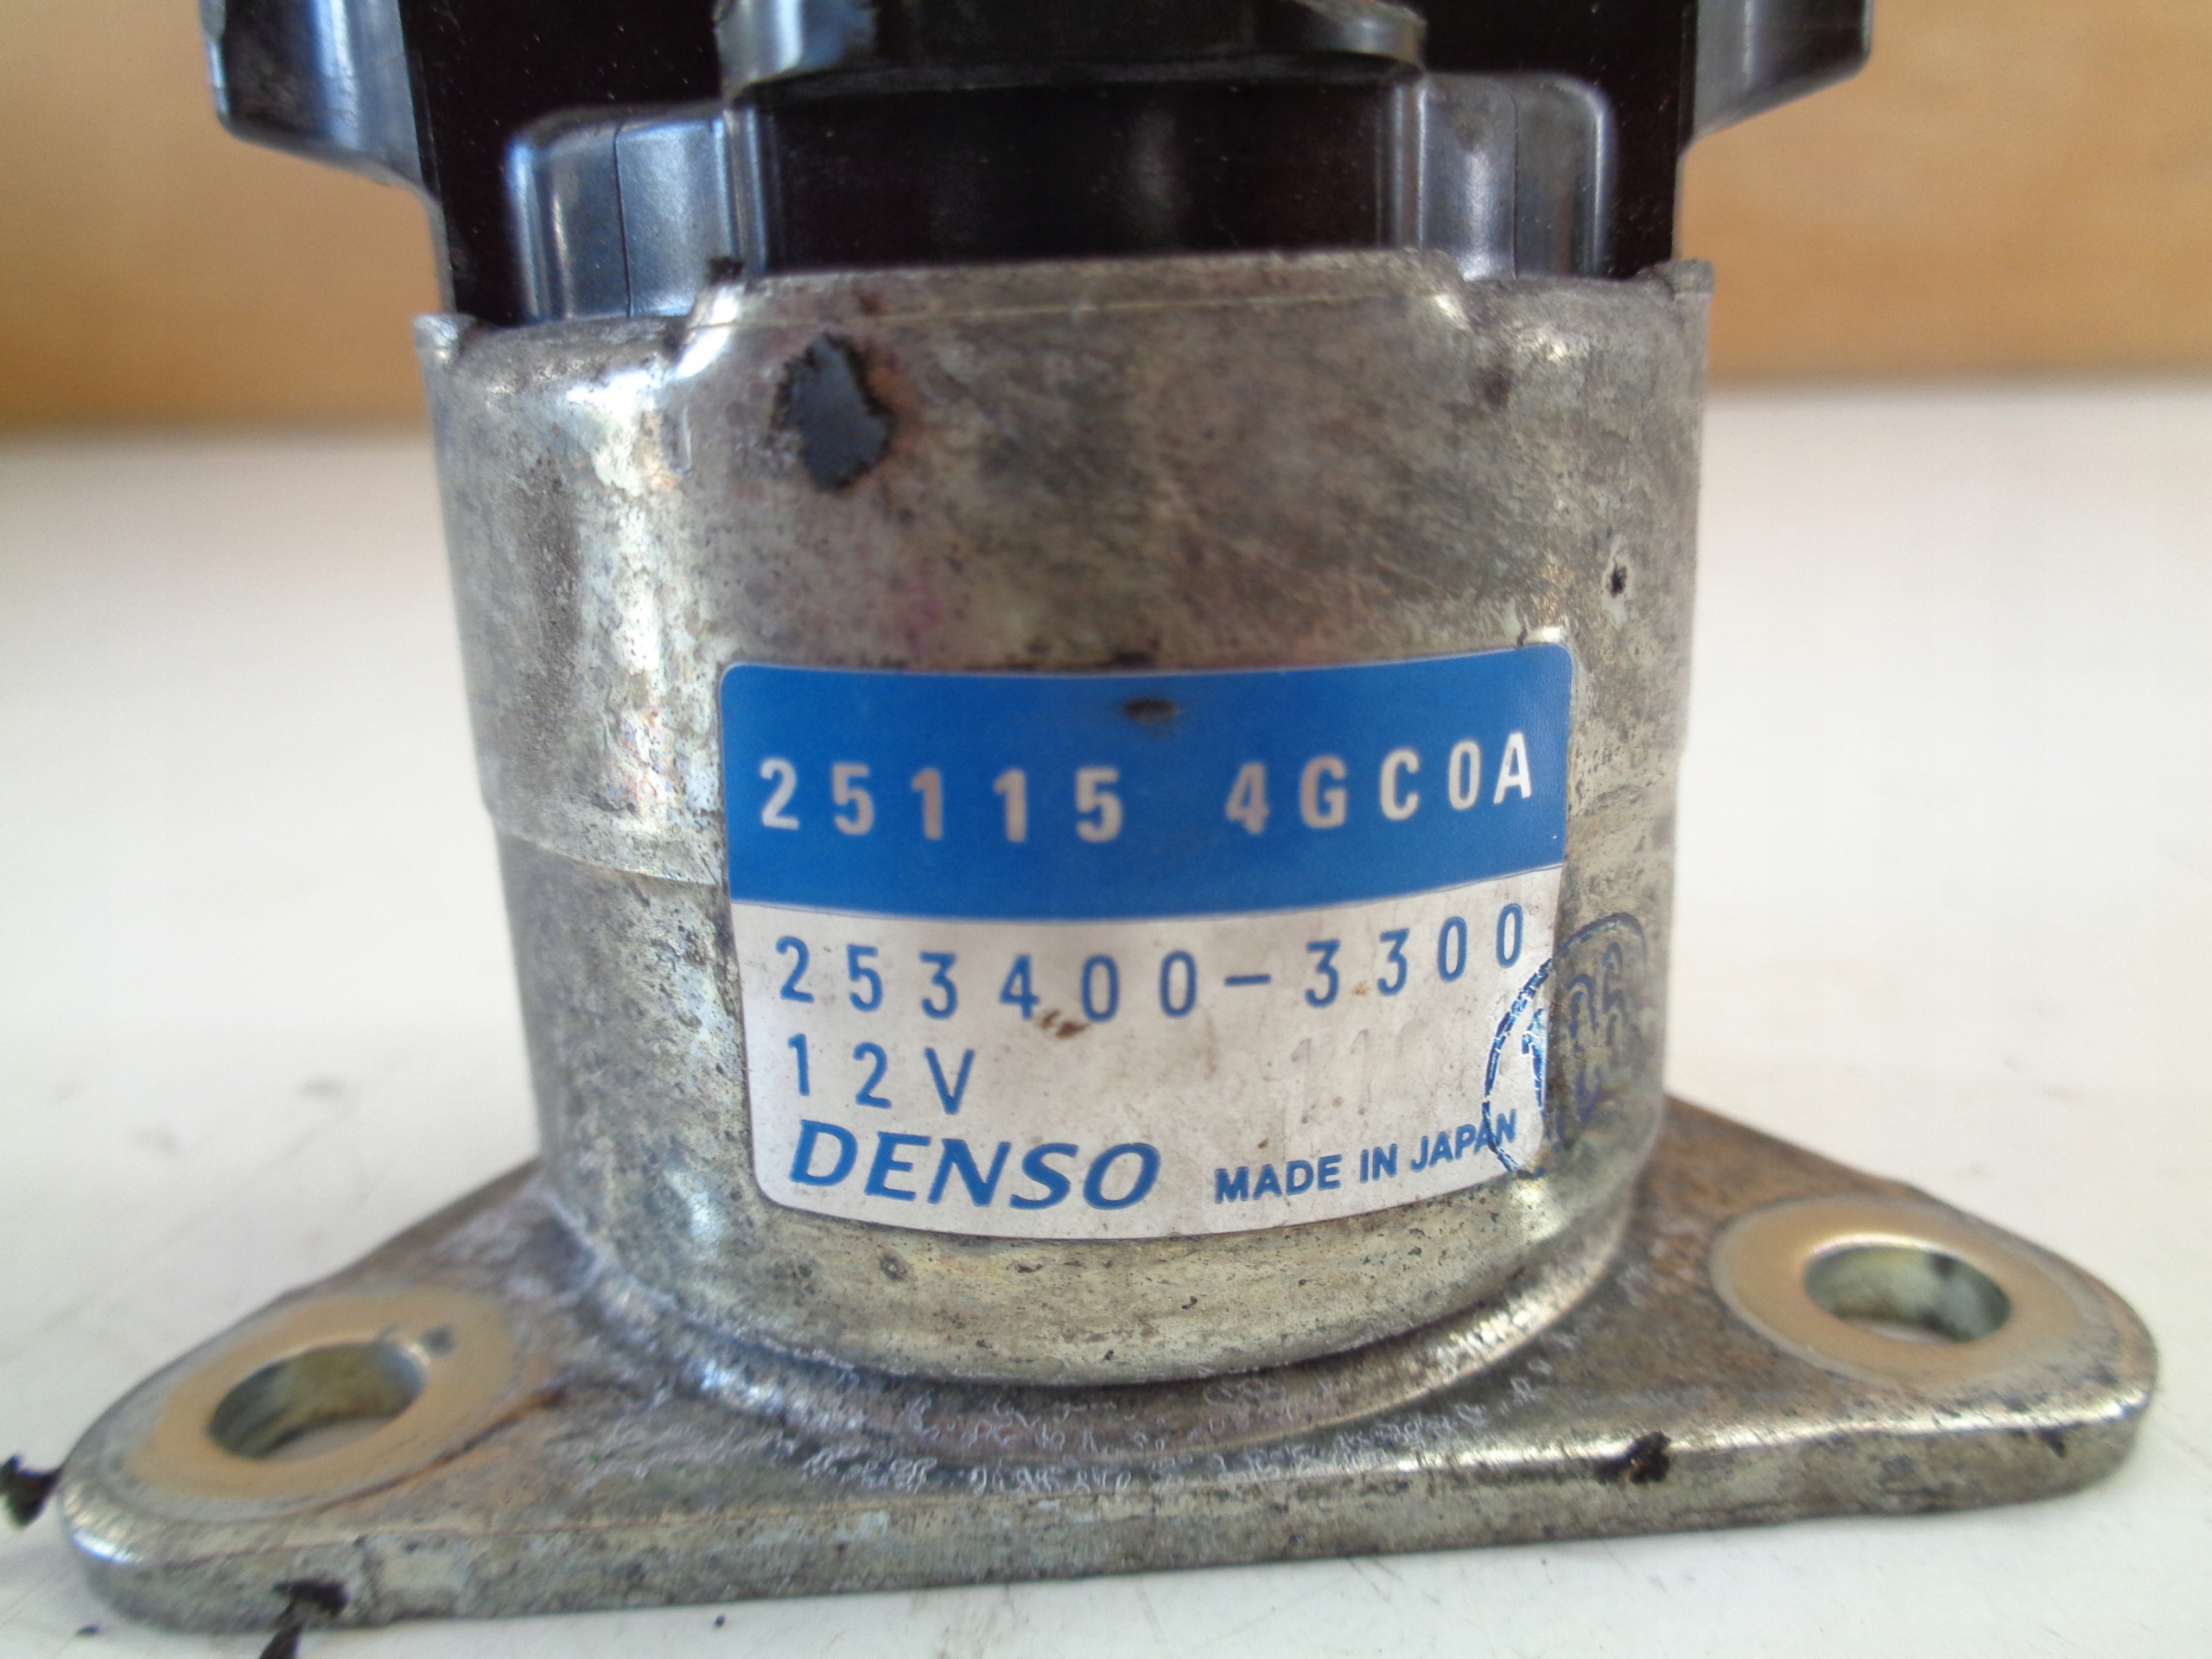 25115 4GC0A
253400-3300
12V
DENSO MADE IN JAPAN